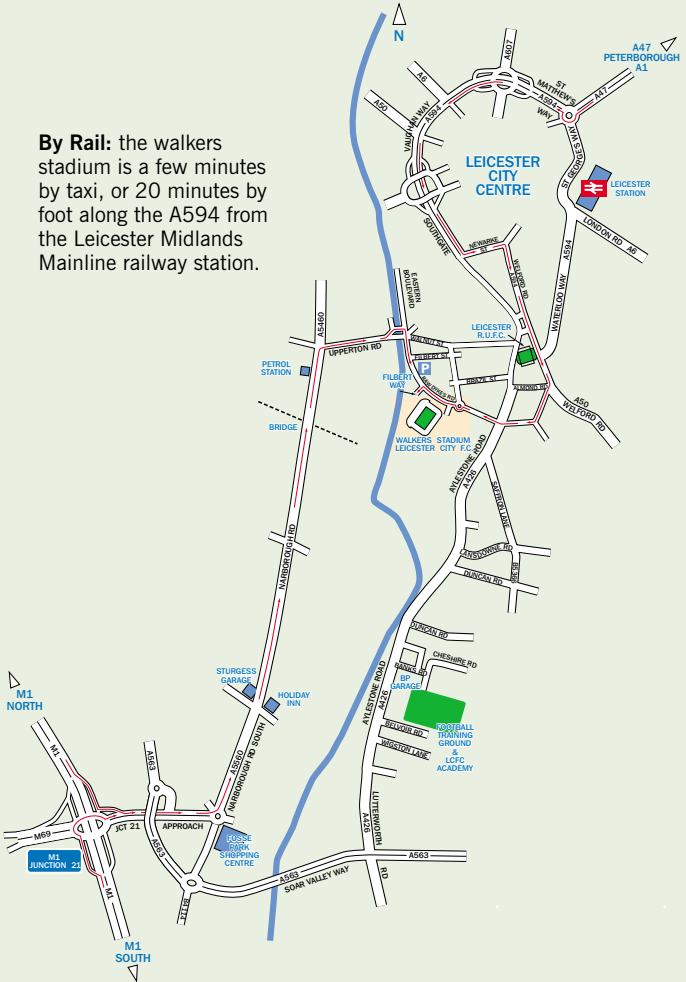 N
A607
A47
PETERBOROUGH
A1
A6
ST
MATTHEW'S
WAY
A594
A47
A50
VAUGHAN WAY
A594
By Rail: the walkers
stadium is a few minutes
by taxi, or 20 minutes by
foot along the A594 from
the Leicester Midlands
Mainline railway station.
LEICESTER
CITY
CENTRE
ST GEORGE'S WAY
LEICESTER
STATION
SOUTHGATE
NEWARKE
ST
LONDON RD A6
A594
WATERLOO WAY
WELFORD RD
A594
EASTERN
BOULEVARD
A5460
LEICESTER
R.U.F.C.
UPPERTON RD
WALNUT ST
FILBERT ST
P
PETROL
STATION
FILBERT
WAY
RAW DYKES RD
BRAZIL ST
ALMOND RD
A50
WELFORD RD
BRIDGE
WALKERS STADIUM
LEICESTER CITY F.C.
AYLESTONE ROAD
A426
SAFFRON LANE
NARBOROUGH RD
LANSDOWNE RD
DUNCAN RD
B5366
DUNCAN RD
BANKS RD
CHESHIRE RD
BP
GARAGE
AYLESTONE ROAD
A426
STURGESS
GARAGE
HOLIDAY
INN
M1
NORTH
BELVOIR RD
WIGSTON LANE
FOOTBALL
TRAINING
GROUND
&
LCFC
ACADEMY
M1
A563
A5560
NARBOROUGH RD SOUTH
M69
JCT 21
APPROACH
A563
LUTTERWORTH
RD
A426
M1
JUNCTION 21
FOSSE
PARK
SHOPPING
CENTRE
A563
A563
SOAR VALLEY WAY
M1
B4114
M1
SOUTH